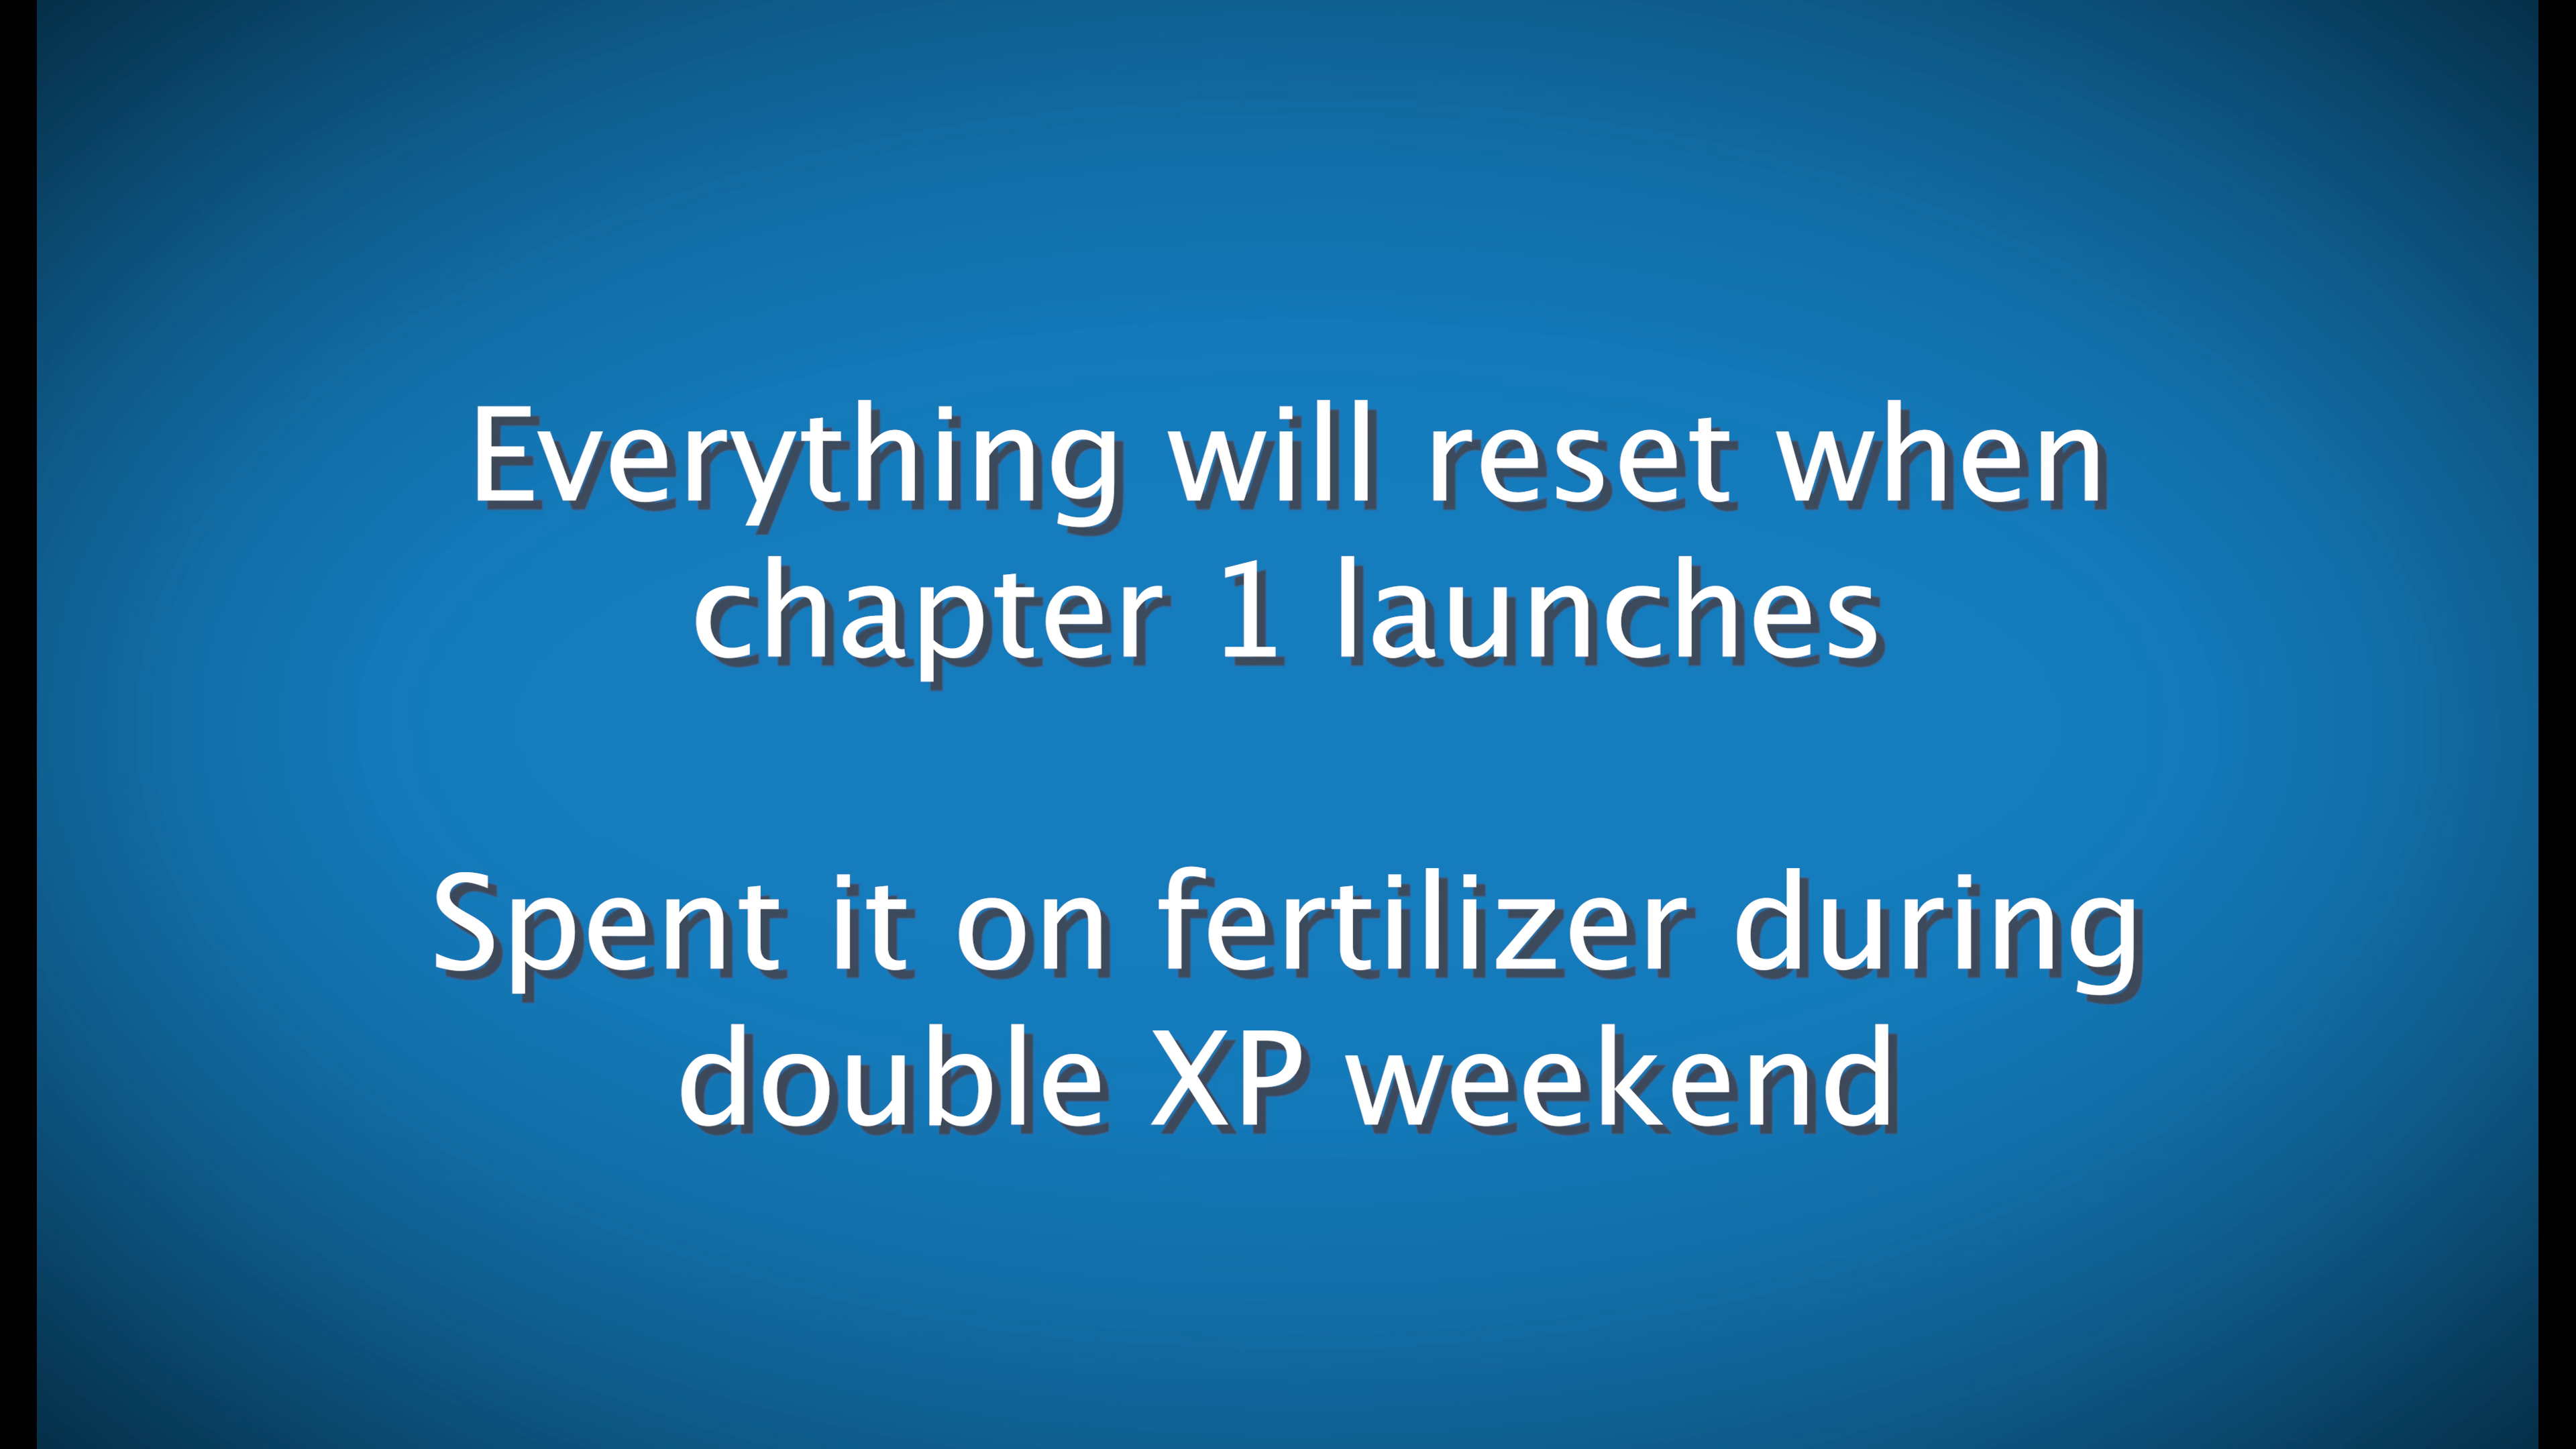 Everything will reset when
chapter 1 launches
Spent it on fertilizer during
double XP weekend